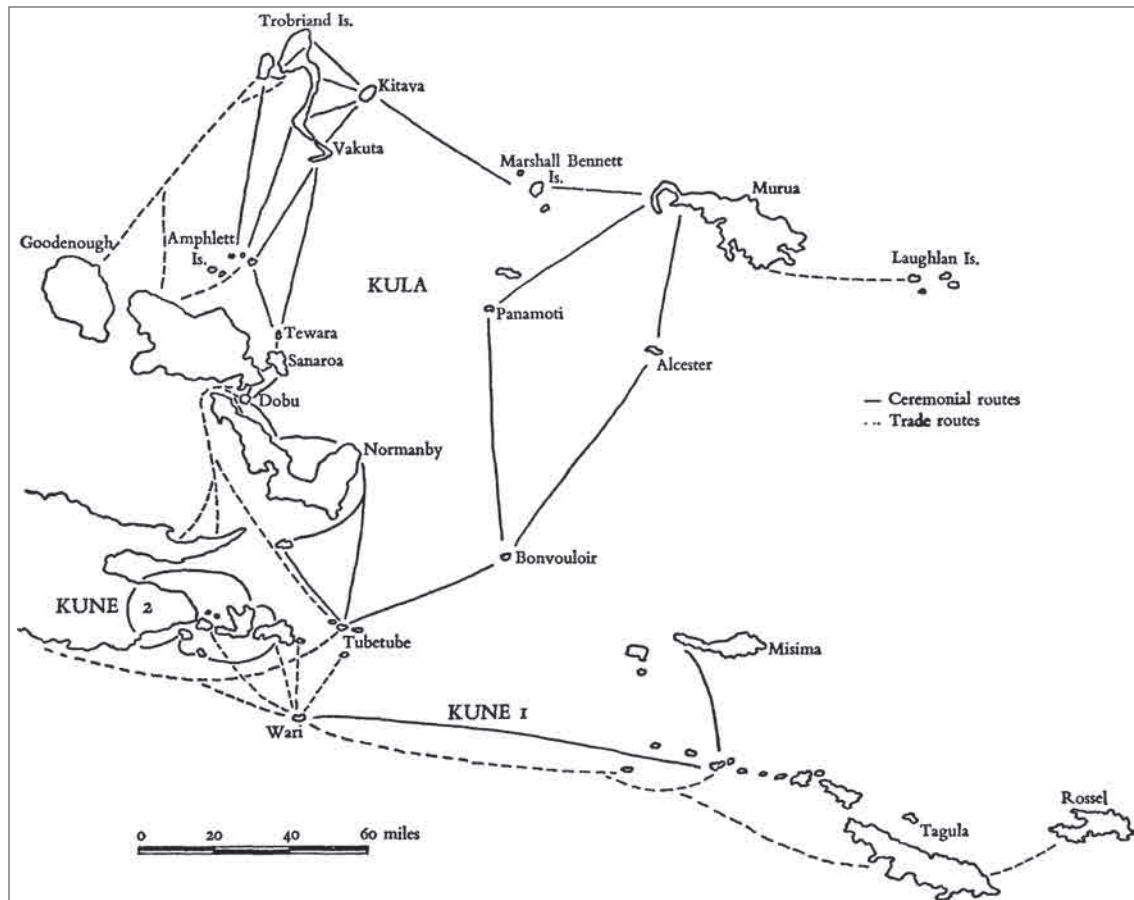 Trobriand Is.
Kitava
Vakuta
Marshall Bennett
Is.
Murua
Goodenough
Amphlett
Is.
Laughlan Is.
KULA
Panamoti
Tewara
Sanaroa
Alcester
Dobu
— Ceremonial routes
-- Trade routes
Normanby
Bonvouloir
KUNE 2
Tubetube
Misima
KUNE 1
Wari
0 20 40 60 miles
Rossel
Tagula